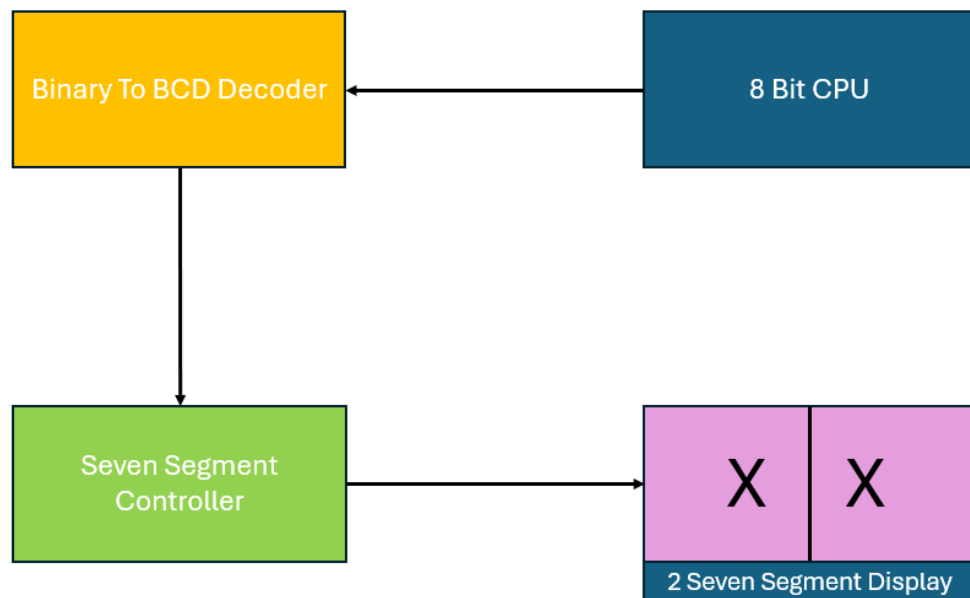 Binary To BCD Decoder
8 Bit CPU
Seven Segment
Controller
X X
2 Seven Segment Display